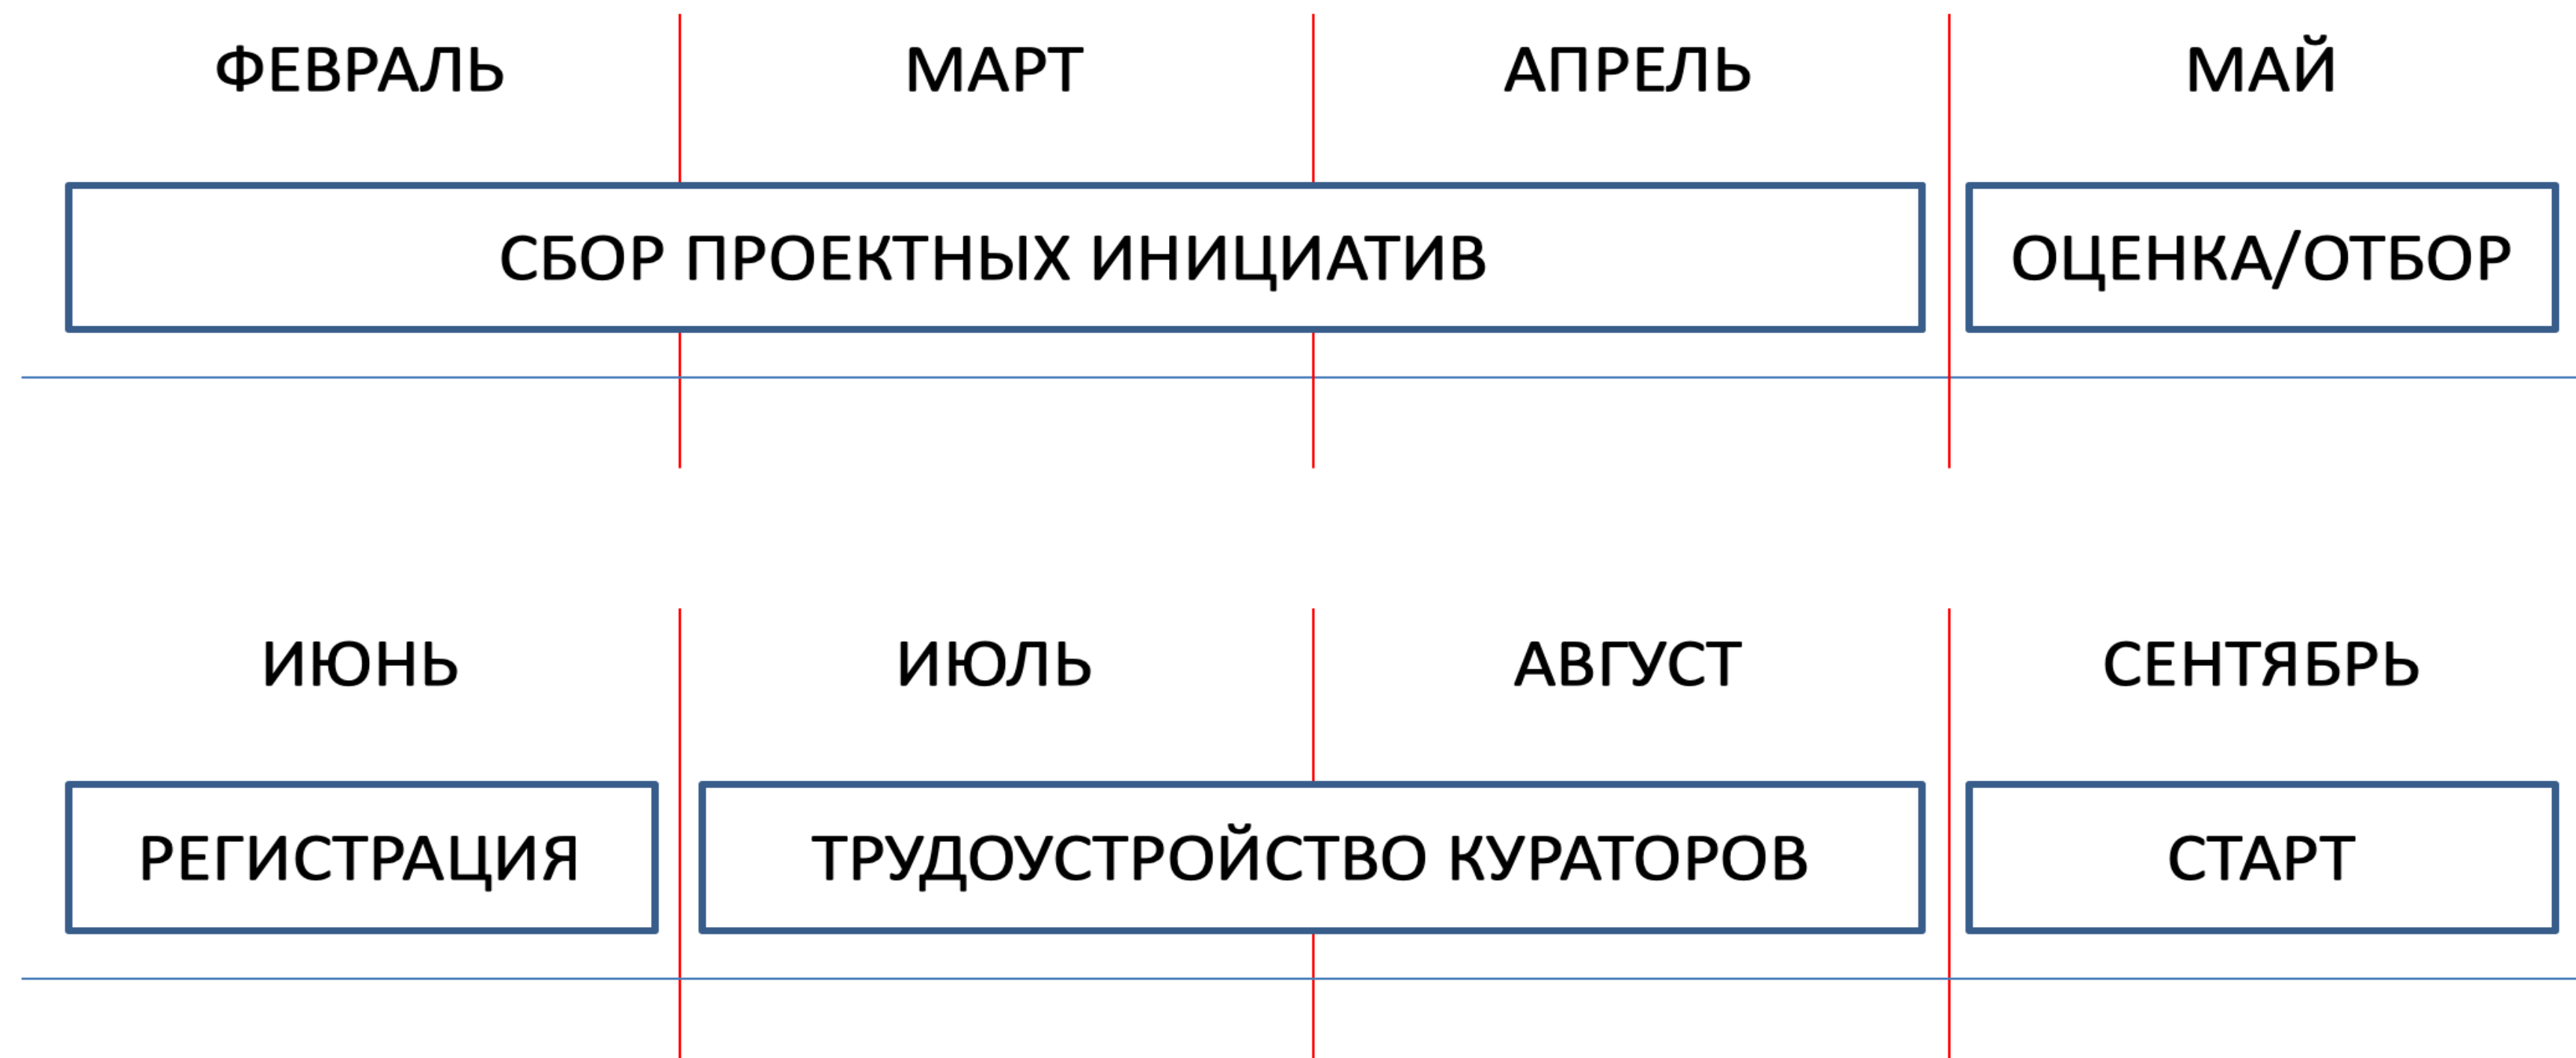 ФЕВРАЛЬ МАРТ АПРЕЛЬ МАЙ
СБОР ПРОЕКТНЫХ ИНИЦИАТИВ ОЦЕНКА/ОТБОР
ИЮНЬ ИЮЛЬ АВГУСТ СЕНТЯБРЬ
РЕГИСТРАЦИЯ ТРУДОУСТРОЙСТВО КУРАТОРОВ СТАРТ